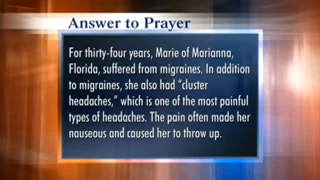 Answer to Prayer
For thirty-four years, Marie of Marianna,
Florida, suffered from migraines. In addition
to migraines, she also had “cluster
headaches,” which is one of the most painful
types of headaches. The pain often made her
nauseous and caused her to throw up.